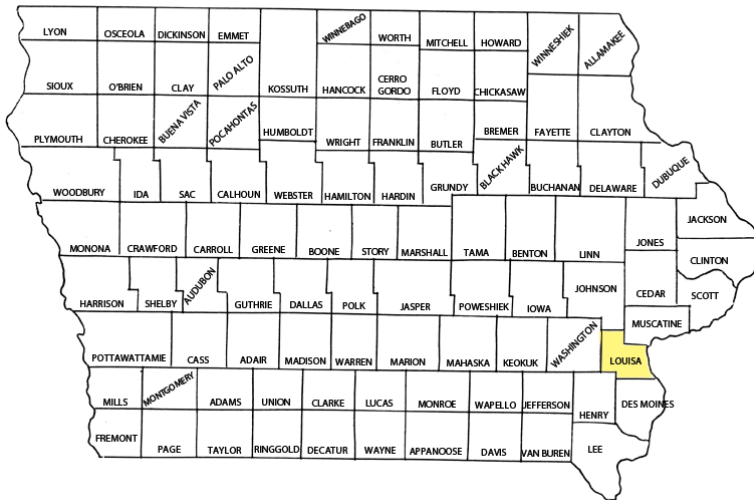 LYON OSCEOLA DICKINSON EMMET WINNEBAGO WORTH MITCHELL HOWARD WINNESHIEK ALLAMAKEE
SIOUX O'BRIEN CLAY PALO ALTO KOSSUTH HANCOCK CERRO GORDO FLOYD CHICKASAW
PLYMOUTH CHEROKEE BUENA VISTA POCAHONTAS HUMBOLDT WRIGHT FRANKLIN BUTLER BREMER FAYETTE CLAYTON
WOODBURY IDA SAC CALHOUN WEBSTER HAMILTON HARDIN GRUNDY BLACK HAWK BUCHANAN DELAWARE DUBUQUE
MONONA CRAWFORD CARROLL GREENE BOONE STORY MARSHALL TAMA BENTON LINN JONES JACKSON
CLINTON
HARRISON SHELBY AUDUBON GUTHRIE DALLAS POLK JASPER POWESHIEK IOWA JOHNSON CEDAR SCOTT
MUSCATINE
POTTAWATTAMIE CASS ADAIR MADISON WARREN MARION MAHASKA KEOKUK WASHINGTON LOUISA
MILLS MONTGOMERY ADAMS UNION CLARKE LUCAS MONROE WAPELLO JEFFERSON HENRY DES MOINES
FREMONT PAGE TAYLOR RINGGOLD DECATUR WAYNE APPANOOSE DAVIS VAN BUREN LEE